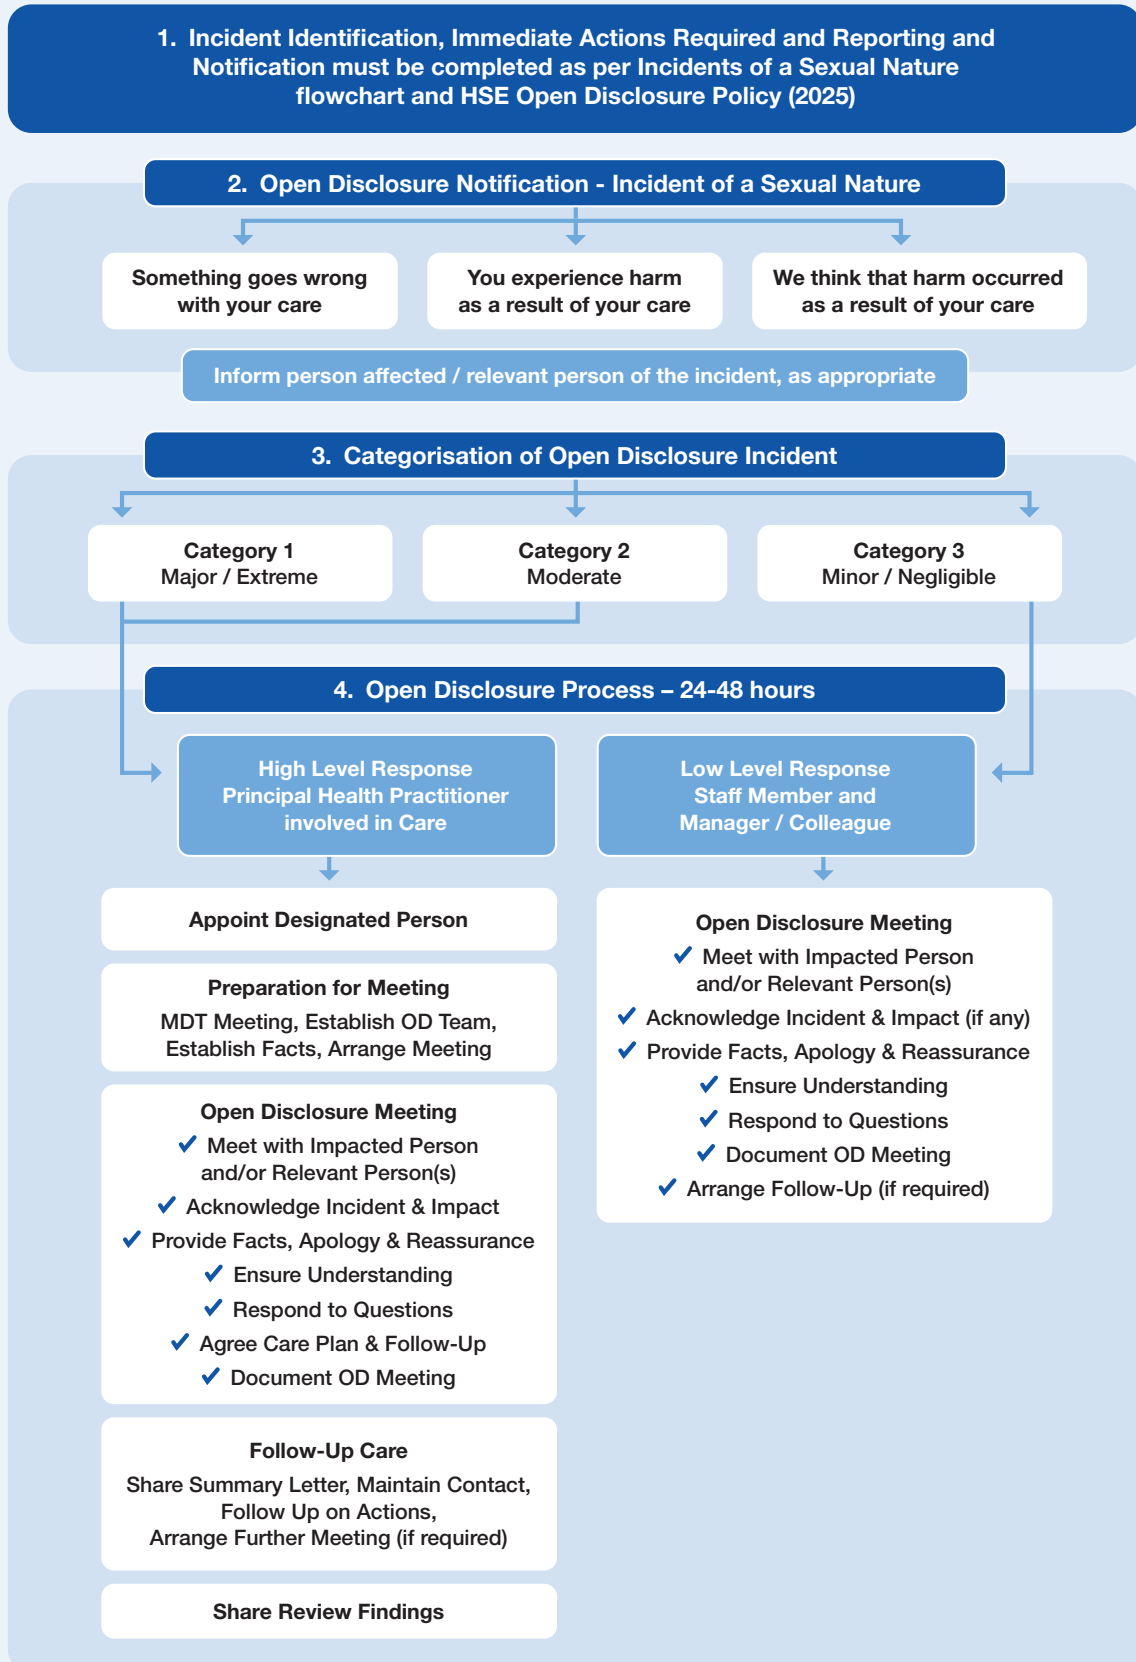 1. Incident Identification, Immediate Actions Required and Reporting and
Notification must be completed as per Incidents of a Sexual Nature
flowchart and HSE Open Disclosure Policy (2025)
2. Open Disclosure Notification - Incident of a Sexual Nature
Something goes wrong
with your care
You experience harm
as a result of your care
We think that harm occurred
as a result of your care
Inform person affected / relevant person of the incident, as appropriate
3. Categorisation of Open Disclosure Incident
Category 1
Major / Extreme
Category 2
Moderate
Category 3
Minor / Negligible
4. Open Disclosure Process – 24-48 hours
High Level Response
Principal Health Practitioner
involved in Care
Appoint Designated Person
Preparation for Meeting
MDT Meeting, Establish OD Team,
Establish Facts, Arrange Meeting
Open Disclosure Meeting
✓ Meet with Impacted Person
and/or Relevant Person(s)
✓ Acknowledge Incident & Impact
✓ Provide Facts, Apology & Reassurance
✓ Ensure Understanding
✓ Respond to Questions
✓ Agree Care Plan & Follow-Up
✓ Document OD Meeting
Follow-Up Care
Share Summary Letter, Maintain Contact,
Follow Up on Actions,
Arrange Further Meeting (if required)
Share Review Findings
Low Level Response
Staff Member and
Manager / Colleague
Open Disclosure Meeting
✓ Meet with Impacted Person
and/or Relevant Person(s)
✓ Acknowledge Incident & Impact (if any)
✓ Provide Facts, Apology & Reassurance
✓ Ensure Understanding
✓ Respond to Questions
✓ Document OD Meeting
✓ Arrange Follow-Up (if required)